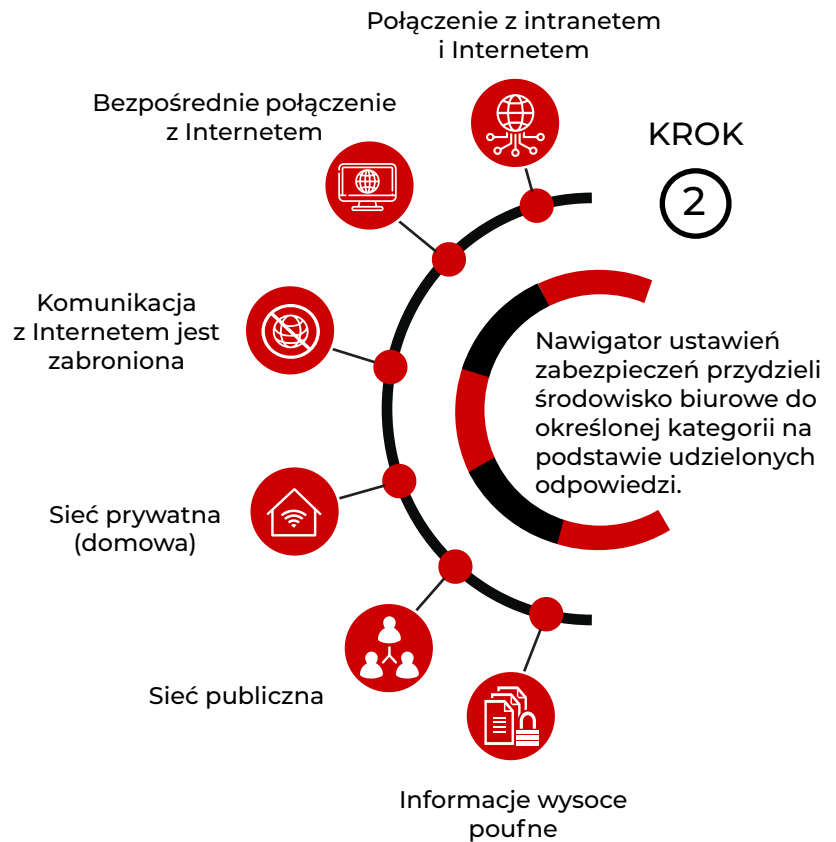 Połączenie z intranetem
i Internetem
Bezpośrednie połączenie
z Internetem
KROK
2
Komunikacja
z Internetem jest
zabroniona
Nawigator ustawień
zabezpieczeń przydzieli
środowisko biurowe do
określonej kategorii na
podstawie udzielonych
odpowiedzi.
Sieć prywatna
(domowa)
Sieć publiczna
Informacje wysoce
poufne